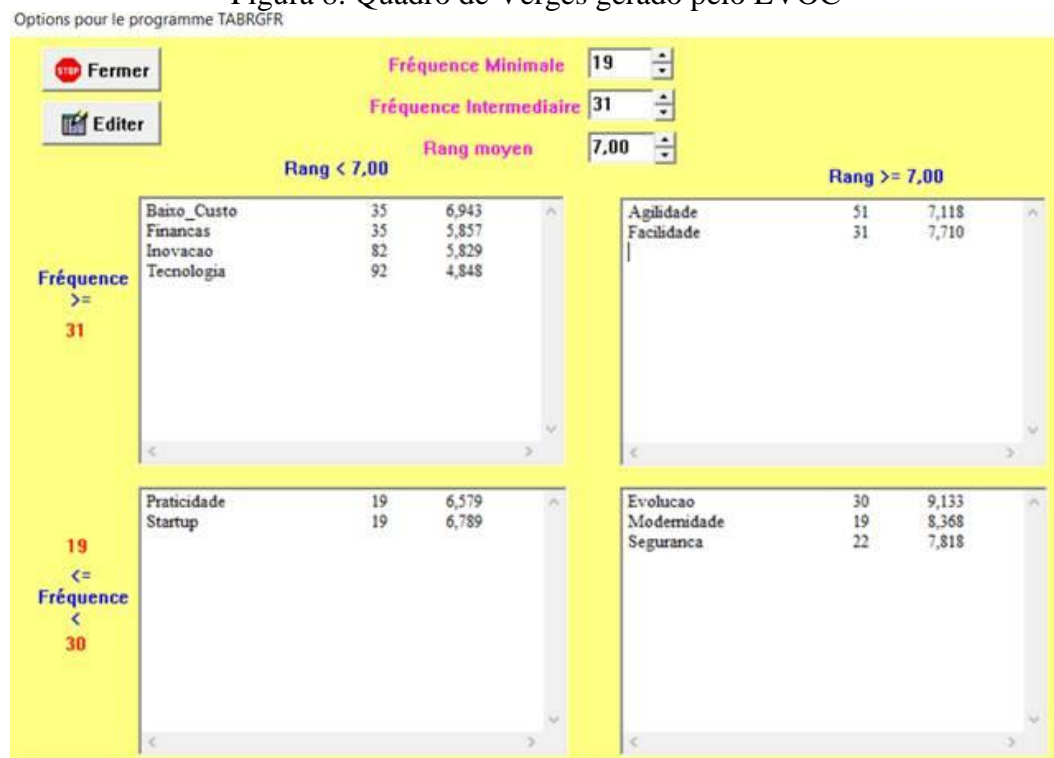 Figura 8: Quadro de Vergès gerado pelo EVOC
Options pour le programme TABRGFR
STOP Fermer
Fréquence Minimale 19
Editer
Fréquence Intermediaire 31
Rang moyen 7,00
Rang < 7,00
Rang >= 7,00
Fréquence
>=
31
Baixo_Custo 35 6,943
Financas 35 5,857
Inovacao 82 5,829
Tecnologia 92 4,848
Agilidade 51 7,118
Facilidade 31 7,710
19
<=
Fréquence
<
30
Praticidade 19 6,579
Startup 19 6,789
Evolucao 30 9,133
Modernidade 19 8,368
Seguranca 22 7,818